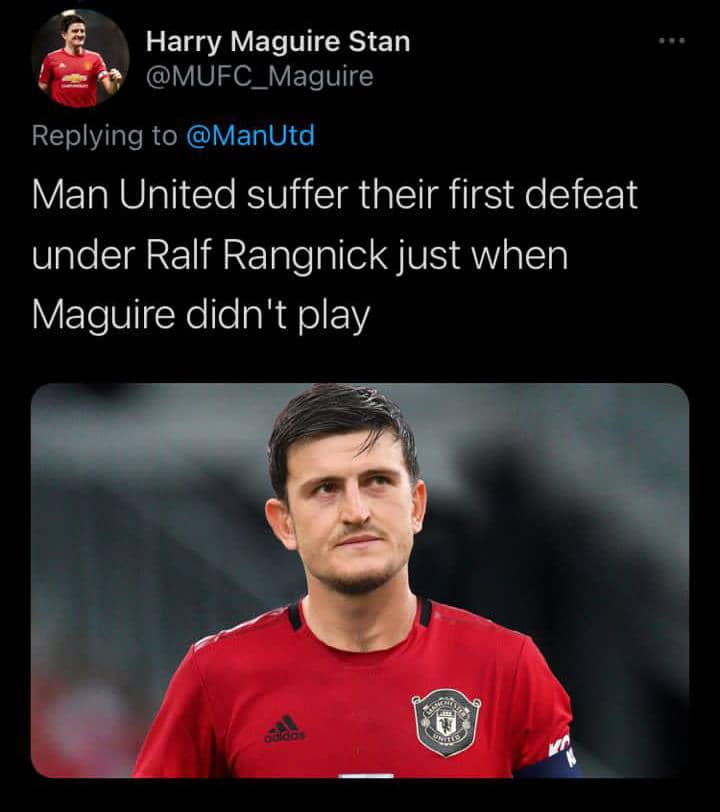 Harry Maguire Stan
@MUFC_Maguire
Replying to @ManUtd
Man United suffer their first defeat
under Ralf Rangnick just when
Maguire didn't play
adidas
MANCHESTER
UNITED